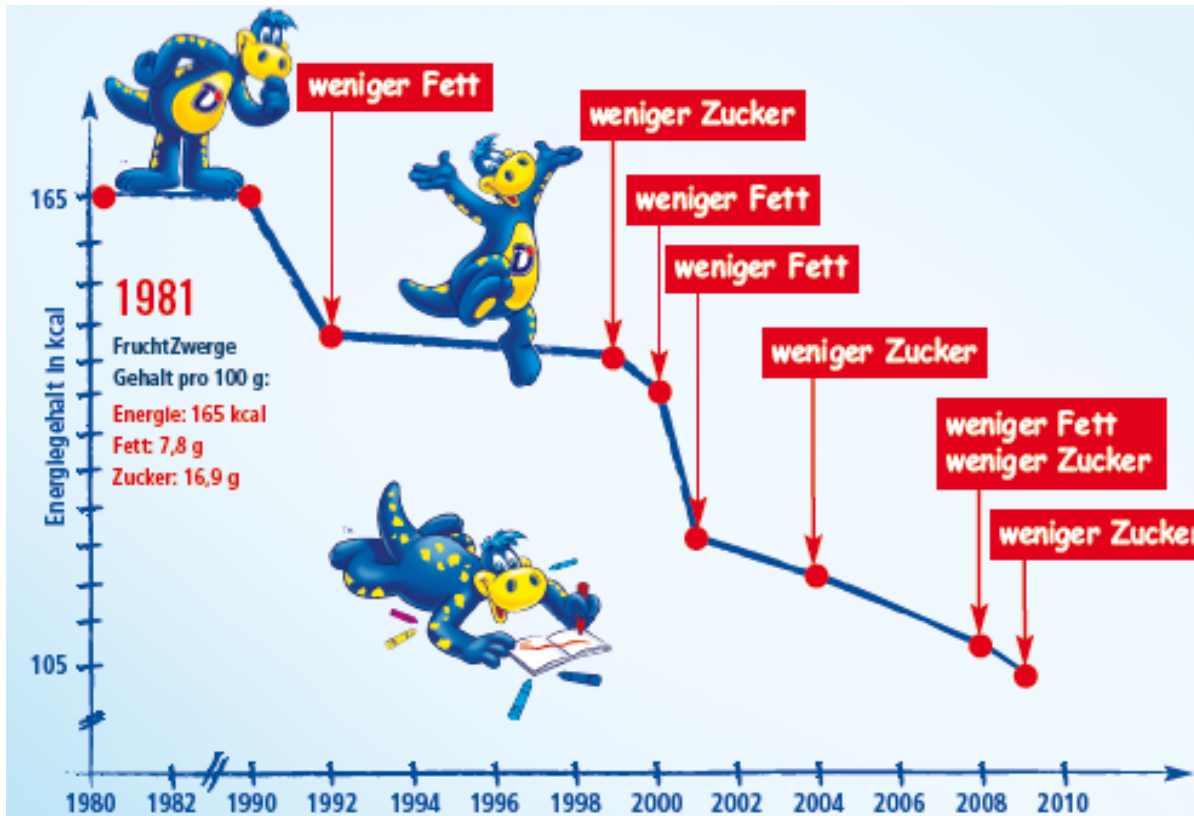 weniger Fett
weniger Zucker
weniger Fett
weniger Fett
weniger Zucker
weniger Fett
weniger Zucker
weniger Zucker
165
105
Energiegehalt in kcal
1981
FruchtZwerge
Gehalt pro 100 g:
Energie: 165 kcal
Fett: 7,8 g
Zucker: 16,9 g
D
D
1980 1982 1990 1992 1994 1996 1998 2000 2002 2004 2006 2008 2010